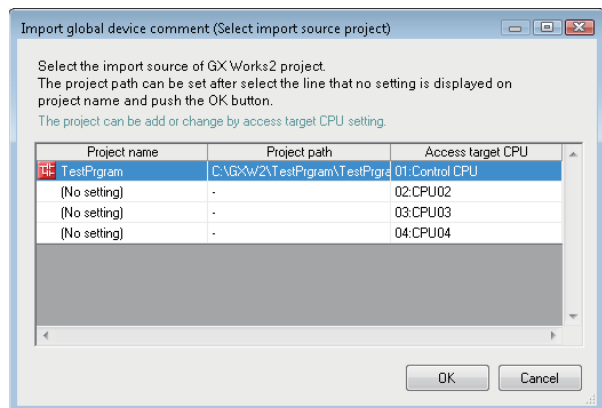 Import global device comment (Select import source project)
Select the import source of GX Works2 project.
The project path can be set after select the line that no setting is displayed on
project name and push the OK button.
The project can be add or change by access target CPU setting.
Project name Project path Access target CPU
TestPrgram C:\GXW2\TestPrgram\TestPrgra 01:Control CPU
(No setting) - 02:CPU02
(No setting) - 03:CPU03
(No setting) - 04:CPU04
OK Cancel